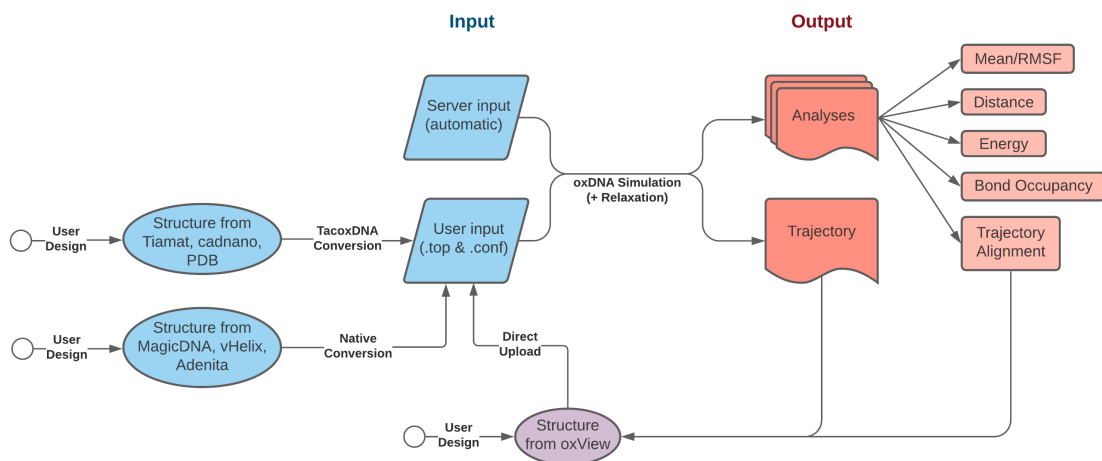 Input
Output
Server input
(automatic)
Analyses
Mean/RMSF
Distance
Energy
Bond Occupancy
Trajectory
Alignment
oxDNA Simulation
(+ Relaxation)
User
Design
Structure from
Tiamat, cadnano,
PDB
TacoxDNA
Conversion
User input
(.top & .conf)
Trajectory
User
Design
Structure from
MagicDNA, vHelix,
Adenita
Native
Conversion
Direct
Upload
User
Design
Structure
from oxView